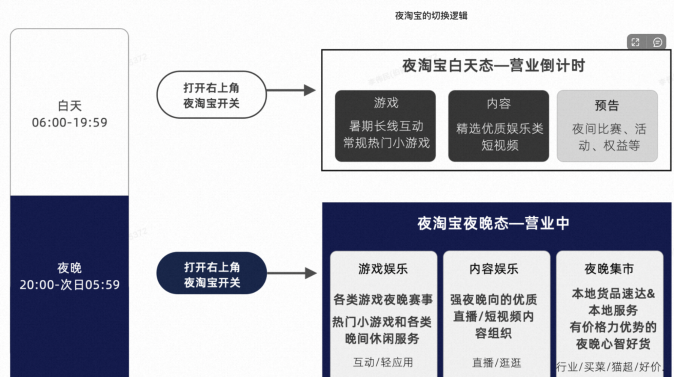 夜淘宝的切换逻辑
白天
06:00-19:59
打开右上角
夜淘宝开关
夜淘宝白天态—营业倒计时
游戏
暑期长线互动
常规热门小游戏
内容
精选优质娱乐类
短视频
预告
夜间比赛、活
动、权益等
夜晚
20:00-次日05:59
打开右上角
夜淘宝开关
夜淘宝夜晚态—营业中
游戏娱乐
各类游戏夜晚赛事
热门小游戏和各类
晚间休闲服务
互动/轻应用
内容娱乐
强夜晚向的优质
直播/短视频内
容组织
直播/逛逛
夜晚集市
本地货品速达&
本地服务
有价格力优势的
夜晚心智好货
行业/买菜/猫超/好价